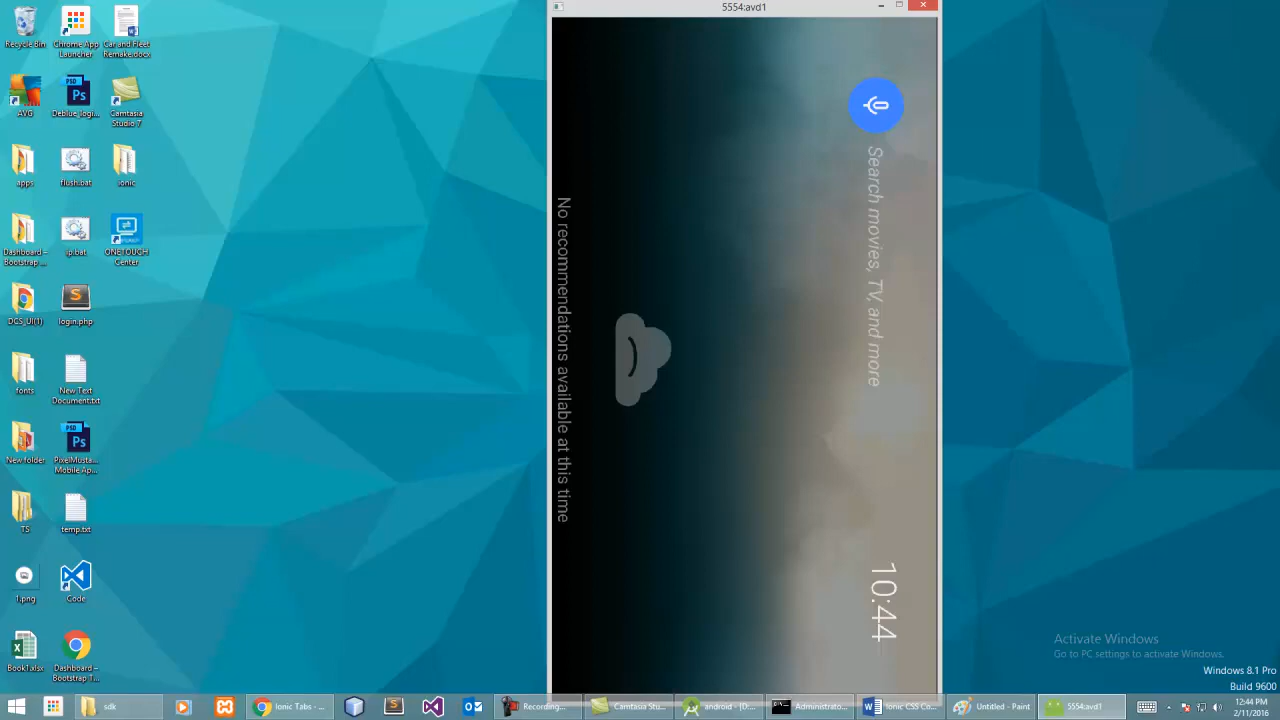 5554:avd1
Recycle Bin
Chrome App
Launcher
Car and Fleet
Remake.docx
AVG
Deblue_logi...
Camtasia
Studio 7
apps
flush.bat
ionic
Dashboard –
Bootstrap ...
ip.bat
ONETOUCH
Center
login.php
fonts
New Text
Document.txt
New folder
PixelMusta...
Mobile Ap...
TS
temp.txt
1.png
Code
Book1.xlsx
Dashboard –
Bootstrap T...
Search movies, TV, and more
No recommendations available at this time
10:44
Activate Windows
Go to PC settings to activate Windows.
Windows 8.1 Pro
Build 9600
sdk
Ionic Tabs - ...
Recording...
Camtasia Stu...
android - [D:...
Administrato...
Ionic CSS Co...
Untitled - Paint
5554:avd1
12:44 PM
2/11/2016